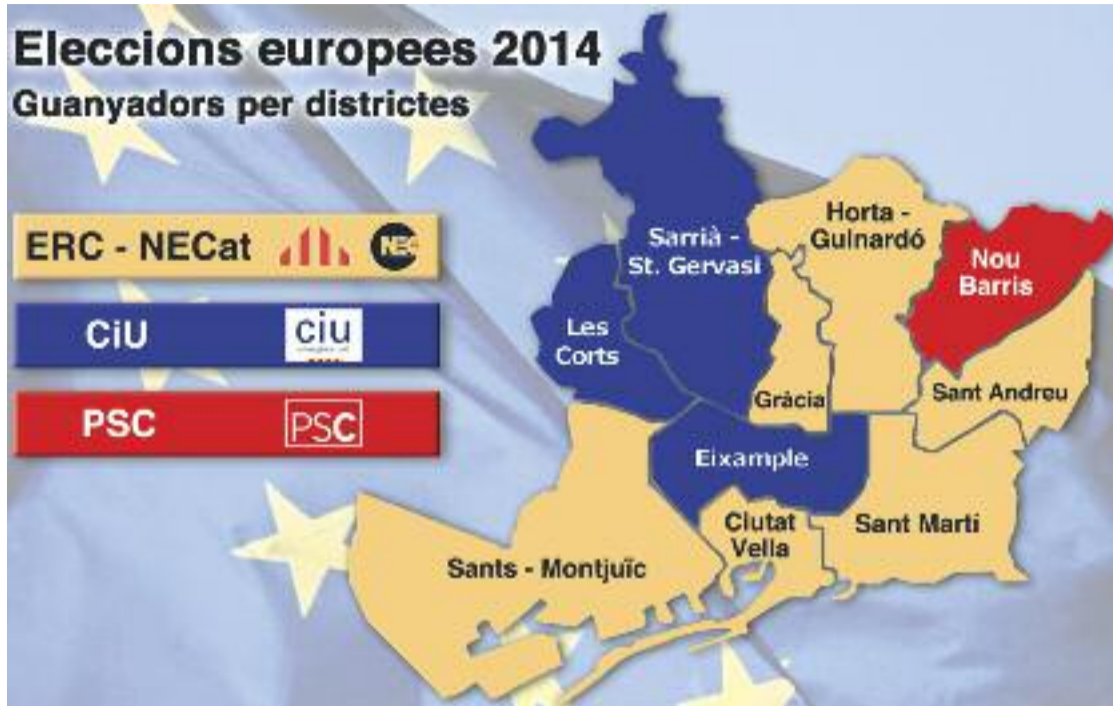 Eleccions europees 2014
Guanyadors per districtes
ERC - NECat
NEC
CiU
ciu
PSC
PSC
Horta -
Guinardó
Sarrià -
St. Gervasi
Nou
Barris
Les
Corts
Gràcia
Sant Andreu
Eixample
Ciutat
Vella
Sant Martí
Sants - Montjuïc